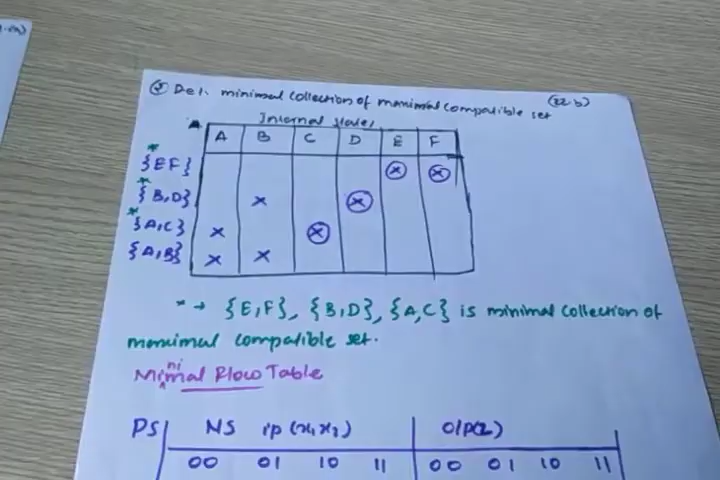 ⑤ Det. minimal collection of maximal compatible set
(22.b)
Internal states
A B C D E F
* {EF} ⊗ ⊗
* {B,D} × ⊗
* {A,C} × ⊗
{A,B} × ×
* → {E,F}, {B,D}, {A,C} is minimal collection of
maximal compatible set.
Minimal Flow Table
PS NS ip(x1x2) O/P(Z)
00 01 10 11 00 01 10 11